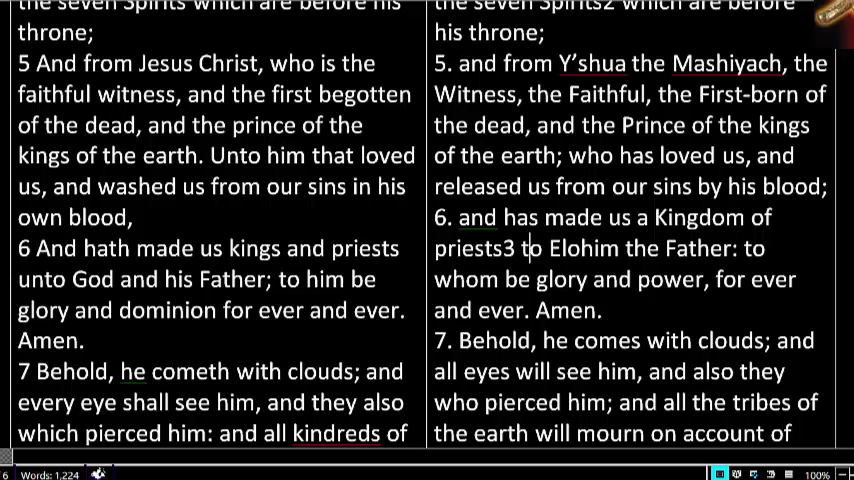 the seven Spirits which are before his
throne;
5 And from Jesus Christ, who is the
faithful witness, and the first begotten
of the dead, and the prince of the
kings of the earth. Unto him that loved
us, and washed us from our sins in his
own blood,
6 And hath made us kings and priests
unto God and his Father; to him be
glory and dominion for ever and ever.
Amen.
7 Behold, he cometh with clouds; and
every eye shall see him, and they also
which pierced him: and all kindreds of
the seven Spirits2 which are before
his throne;
5. and from Y’shua the Mashiyach, the
Witness, the Faithful, the First-born of
the dead, and the Prince of the kings
of the earth; who has loved us, and
released us from our sins by his blood;
6. and has made us a Kingdom of
priests3 to Elohim the Father: to
whom be glory and power, for ever
and ever. Amen.
7. Behold, he comes with clouds; and
all eyes will see him, and also they
who pierced him; and all the tribes of
the earth will mourn on account of
6 Words: 1,224 100%